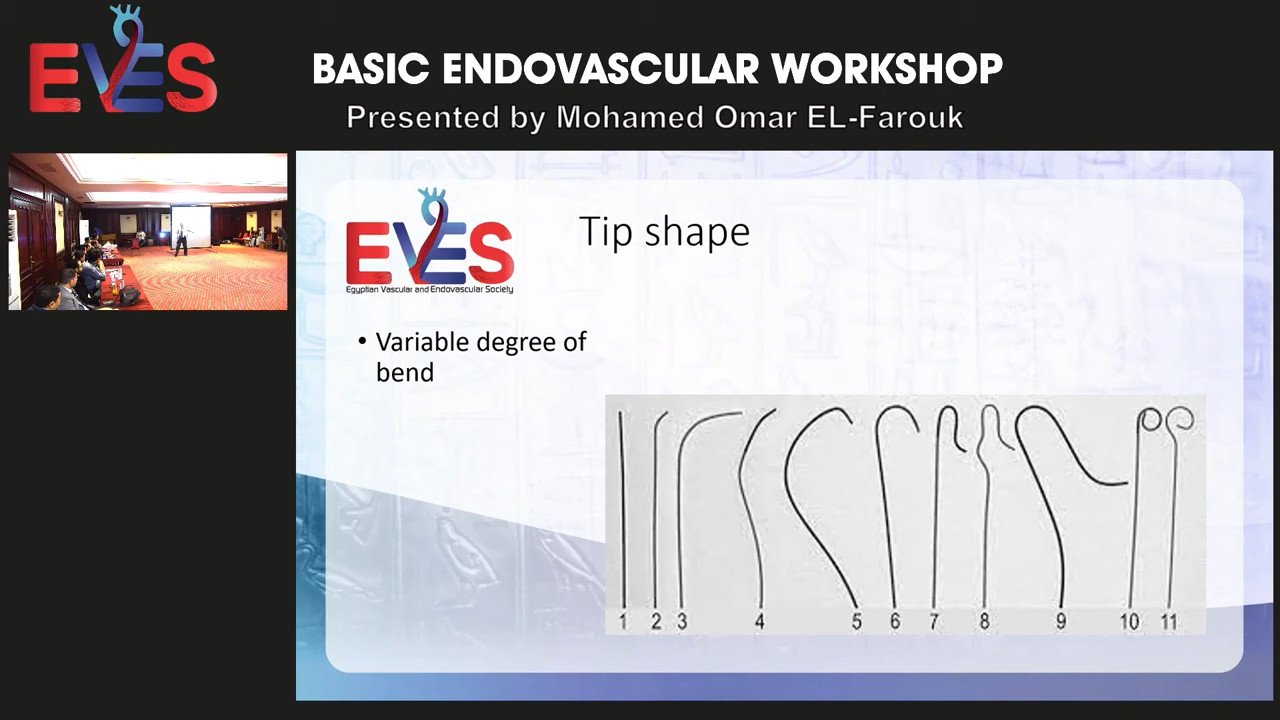 EVES
BASIC ENDOVASCULAR WORKSHOP
Presented by Mohamed Omar EL-Farouk
EVES
Egyptian Vascular and Endovascular Society
Tip shape
• Variable degree of
bend
1 2 3 4 5 6 7 8 9 10 11